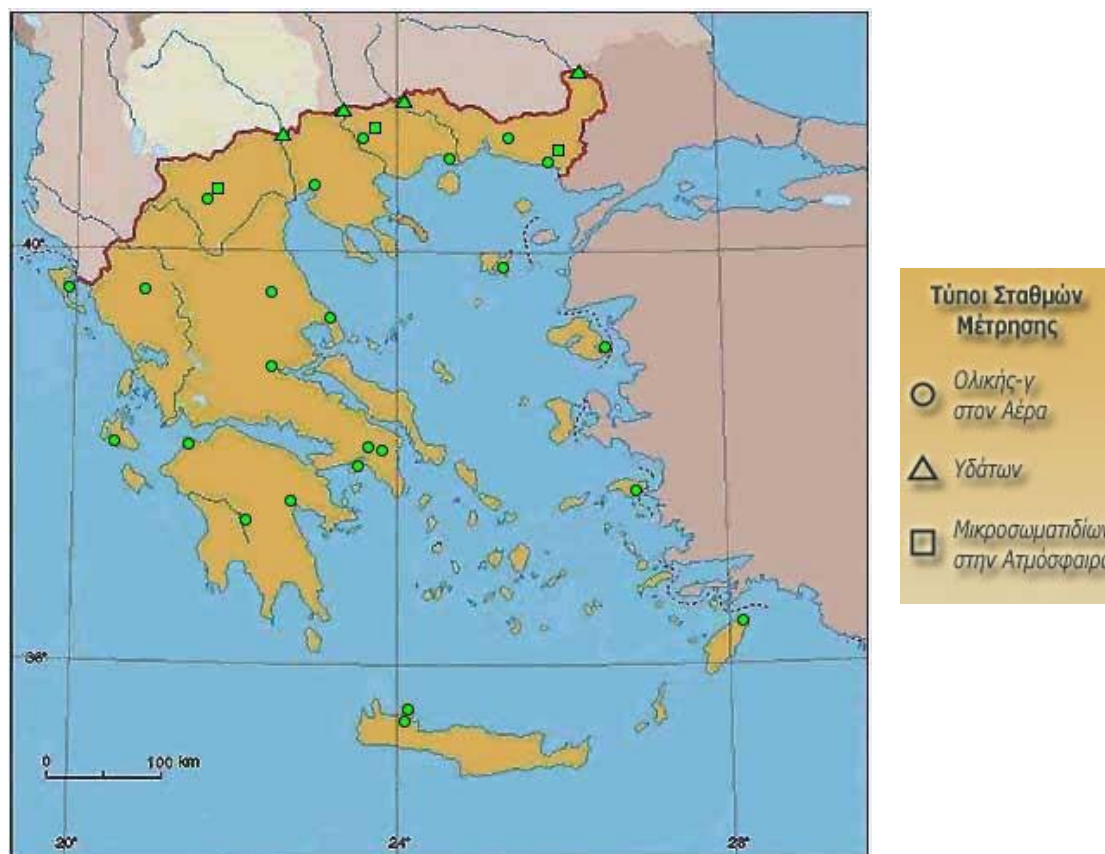 40°
36°
0 100 km
20° 24° 28°
Τύποι Σταθμών
Μέτρησης
Ολικής-γ
στον Αέρα
Υδάτων
Μικροσωματιδίων
στην Ατμόσφαιρα